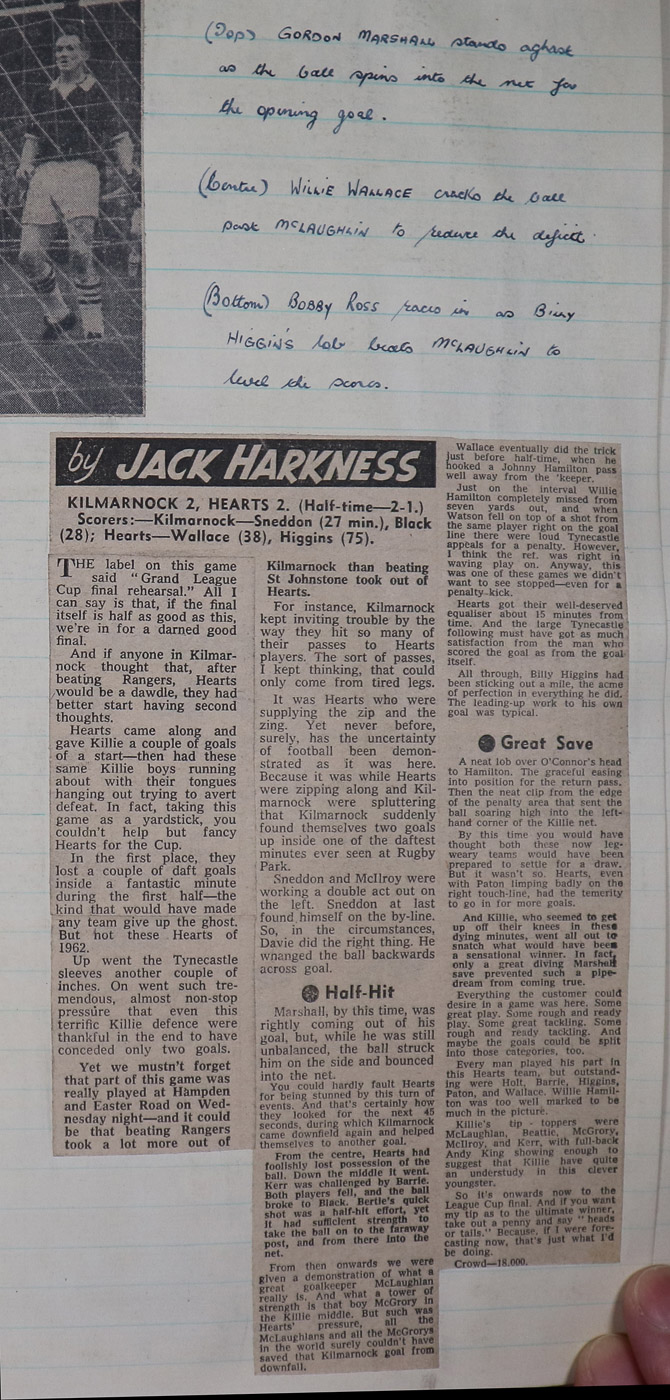 (Top) GORDON MARSHALL stands aghast
as the ball spins into the net for
the opening goal.
(Centre) WILLIE WALLACE cracks the ball
past McLAUGHLIN to reduce the deficit.
(Bottom) BOBBY ROSS races in as Billy
HIGGINS lob beats McLAUGHLIN to
level the scores.
by JACK HARKNESS
KILMARNOCK 2, HEARTS 2. (Half-time—2-1.)
Scorers:—Kilmarnock—Sneddon (27 min.), Black
(28); Hearts—Wallace (38), Higgins (75).
THE label on this game
said "Grand League
Cup final rehearsal." All I
can say is that, if the final
itself is half as good as this,
we're in for a darned good
final.
And if anyone in Kilmar-
nock thought that, after
beating Rangers, Hearts
would be a dawdle, they had
better start having second
thoughts.
Hearts came along and
gave Killie a couple of goals
of a start—then had these
same Killie boys running
about with their tongues
hanging out trying to avert
defeat. In fact, taking this
game as a yardstick, you
couldn't help but fancy
Hearts for the Cup.
In the first place, they
lost a couple of daft goals
inside a fantastic minute
during the first half—the
kind that would have made
any team give up the ghost.
But not these Hearts of
1962.
Up went the Tynecastle
sleeves another couple of
inches. On went such tre-
mendous, almost non-stop
pressure that even this
terrific Killie defence were
thankful in the end to have
conceded only two goals.
Yet we mustn't forget
that part of this game was
really played at Hampden
and Easter Road on Wed-
nesday night—and it could
be that beating Rangers
took a lot more out of
Kilmarnock than beating
St Johnstone took out of
Hearts.
For instance, Kilmarnock
kept inviting trouble by the
way they hit so many of
their passes to Hearts
players. The sort of passes,
I kept thinking, that could
only come from tired legs.
It was Hearts who were
supplying the zip and the
zing. Yet never before,
surely, has the uncertainty
of football been demon-
strated as it was here.
Because it was while Hearts
were zipping along and Kil-
marnock were spluttering
that Kilmarnock suddenly
found themselves two goals
up inside one of the daftest
minutes ever seen at Rugby
Park.
Sneddon and McIlroy were
working a double act out on
the left. Sneddon at last
found himself on the by-line.
So, in the circumstances,
Davie did the right thing. He
whanged the ball backwards
across goal.
Half-Hit
Marshall, by this time, was
rightly coming out of his
goal, but, while he was still
unbalanced, the ball struck
him on the side and bounced
into the net.
You could hardly fault Hearts
for being stunned by this turn of
events. And that's certainly how
they looked for the next 45
seconds, during which Kilmarnock
came downfield again and helped
themselves to another goal.
From the centre, Hearts had
foolishly lost possession of the
ball. Down the middle it went.
Kerr was challenged by Barrie.
Both players fell, and the ball
broke to Black. Bertie's quick
shot was a half-hit effort, yet
it had sufficient strength to
take the ball on to the faraway
post, and from there into the
net.
From then onwards we were
given a demonstration of what a
great goalkeeper McLaughlan
really is. And what a tower of
strength is that boy McGrory in
the Killie middle. But such was
Hearts' pressure, all the
McLaughlans and all the McGrorys
in the world surely couldn't have
saved that Kilmarnock goal from
downfall.
Wallace eventually did the trick
just before half-time, when he
hooked a Johnny Hamilton pass
well away from the 'keeper.
Just on the interval Willie
Hamilton completely missed from
seven yards out, and when
Watson fell on top of a shot from
the same player right on the goal
line there were loud Tynecastle
appeals for a penalty. However,
I think the ref. was right in
waving play on. Anyway, this
was one of these games we didn't
want to see stopped—even for a
penalty-kick.
Hearts got their well-deserved
equaliser about 15 minutes from
time. And the large Tynecastle
following must have got as much
satisfaction from the man who
scored the goal as from the goal
itself.
All through, Billy Higgins had
been sticking out a mile, the acme
of perfection in everything he did.
The leading-up work to his own
goal was typical.
Great Save
A neat lob over O'Connor's head
to Hamilton. The graceful easing
into position for the return pass.
Then the neat clip from the edge
of the penalty area that sent the
ball soaring high into the left-
hand corner of the Killie net.
By this time you would have
thought both these now leg-
weary teams would have been
prepared to settle for a draw.
But it wasn't so. Hearts, even
with Paton limping badly on the
right touch-line, had the temerity
to go in for more goals.
And Killie, who seemed to get
up off their knees in these
dying minutes, went all out to
snatch what would have been
a sensational winner. In fact,
only a great diving Marshall
save prevented such a pipe-
dream from coming true.
Everything the customer could
desire in a game was here. Some
great play. Some rough and ready
play. Some great tackling. Some
rough and ready tackling. And
maybe the goals could be split
into those categories, too.
Every man played his part in
this Hearts team, but outstand-
ing were Holt, Barrie, Higgins,
Paton, and Wallace. Willie Hamil-
ton was too well marked to be
much in the picture.
Killie's tip-toppers were
McLaughlan, Beattie, McGrory,
McIlroy, and Kerr, with full-back
Andy King showing enough to
suggest that Killie have quite
an understudy in this clever
youngster.
So it's onwards now to the
League Cup final. And if you want
my tip as to the ultimate winner,
take out a penny and say "heads
or tails." Because, if I were fore-
casting now, that's just what I'd
be doing.
Crowd—18,000.